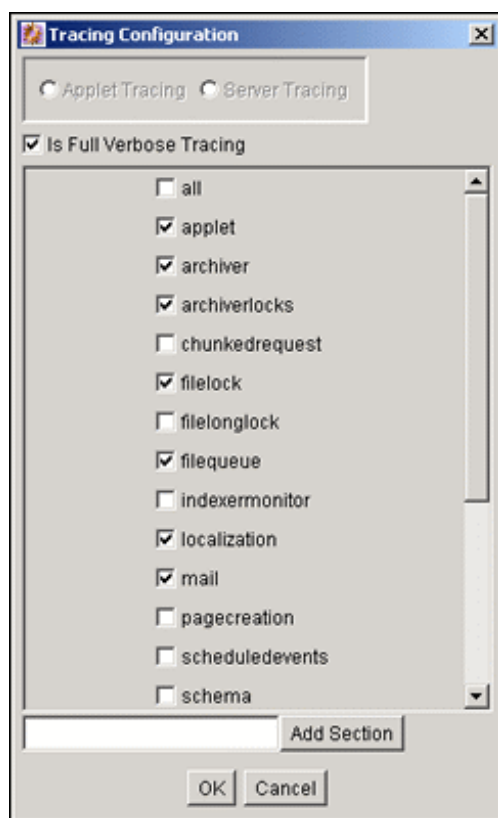 Tracing Configuration
Applet Tracing Server Tracing
Is Full Verbose Tracing
all
applet
archiver
archiverlocks
chunkedrequest
filelock
filelonglock
filequeue
indexermonitor
localization
mail
pagecreation
scheduledevents
schema
Add Section
OK Cancel